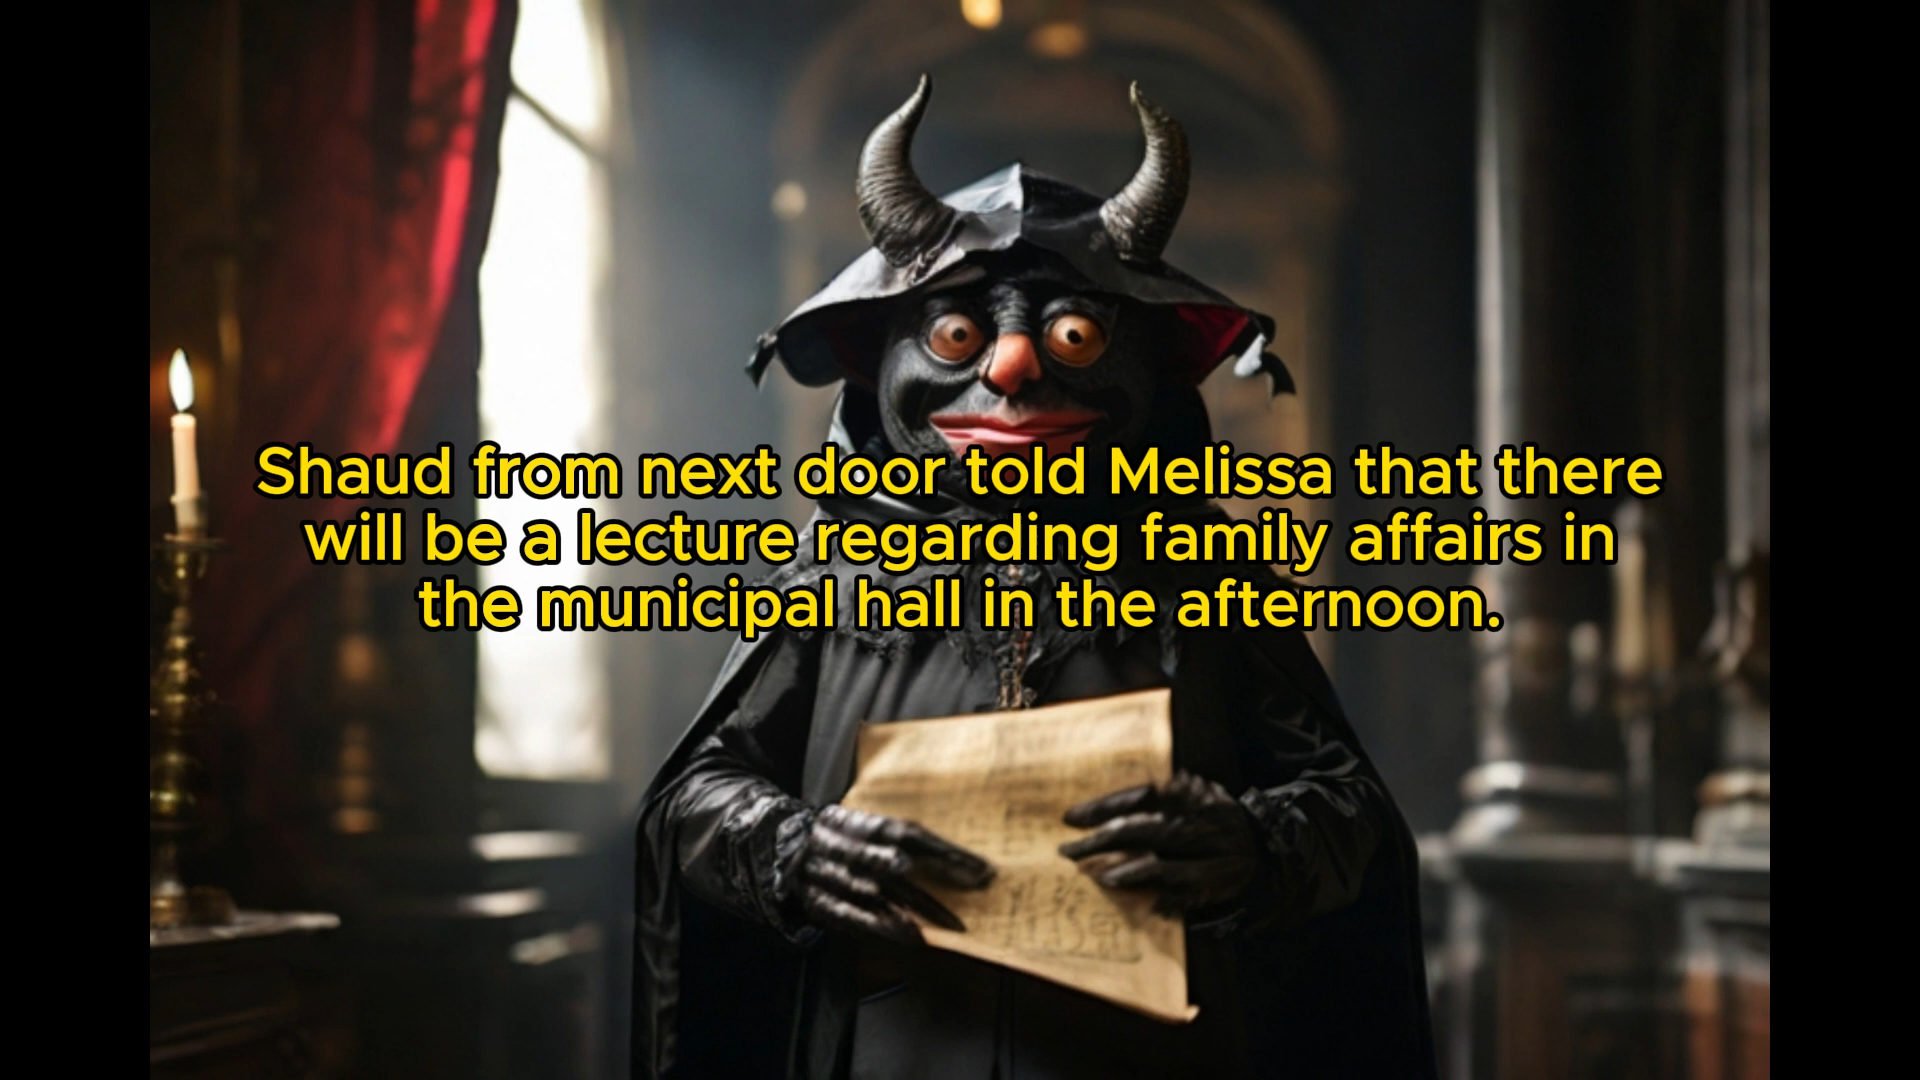 Shaud from next door told Melissa that there
will be a lecture regarding family affairs in
the municipal hall in the afternoon.